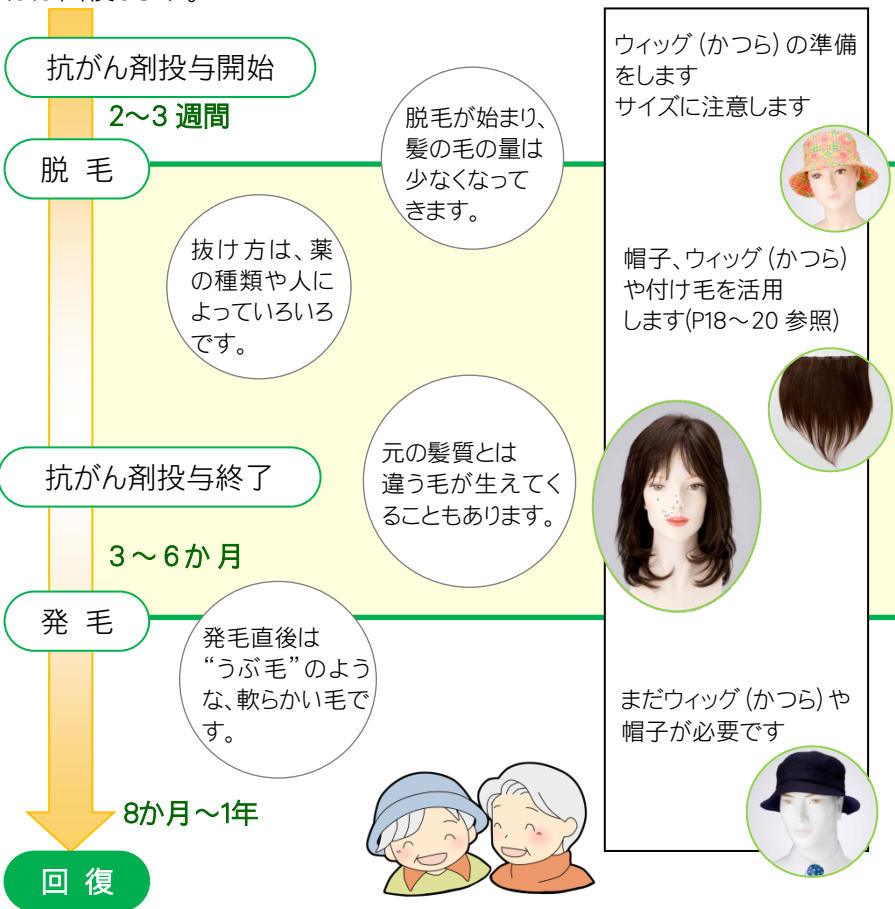 抗がん剤投与開始
2～3 週間
脱 毛
脱毛が始まり、
髪の毛の量は
少なくなって
きます。
抜け方は、薬
の種類や人に
よっていろいろ
です。
抗がん剤投与終了
元の髪質とは
違う毛が生えてく
ることもあります。
3～6か月
発 毛
発毛直後は
“うぶ毛”のよう
な、軟らかい毛で
す。
8か月～1年
回 復
ウィッグ(かつら)の準備
をします
サイズに注意します
帽子、ウィッグ(かつら)
や付け毛を活用
します(P18～20 参照)
まだウィッグ(かつら)や
帽子が必要です